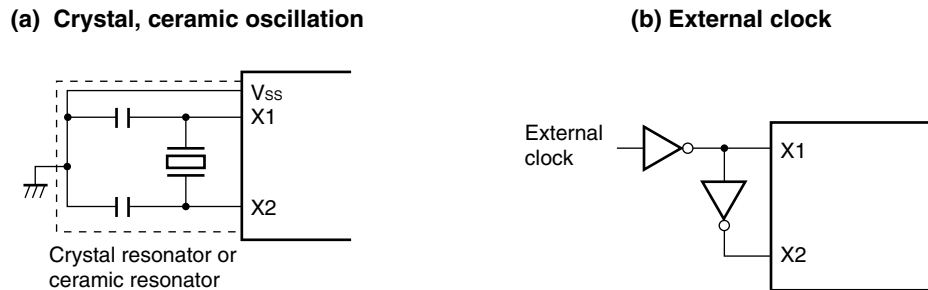 (a) Crystal, ceramic oscillation
VSS
X1
X2
Crystal resonator or
ceramic resonator
(b) External clock
External
clock
X1
X2